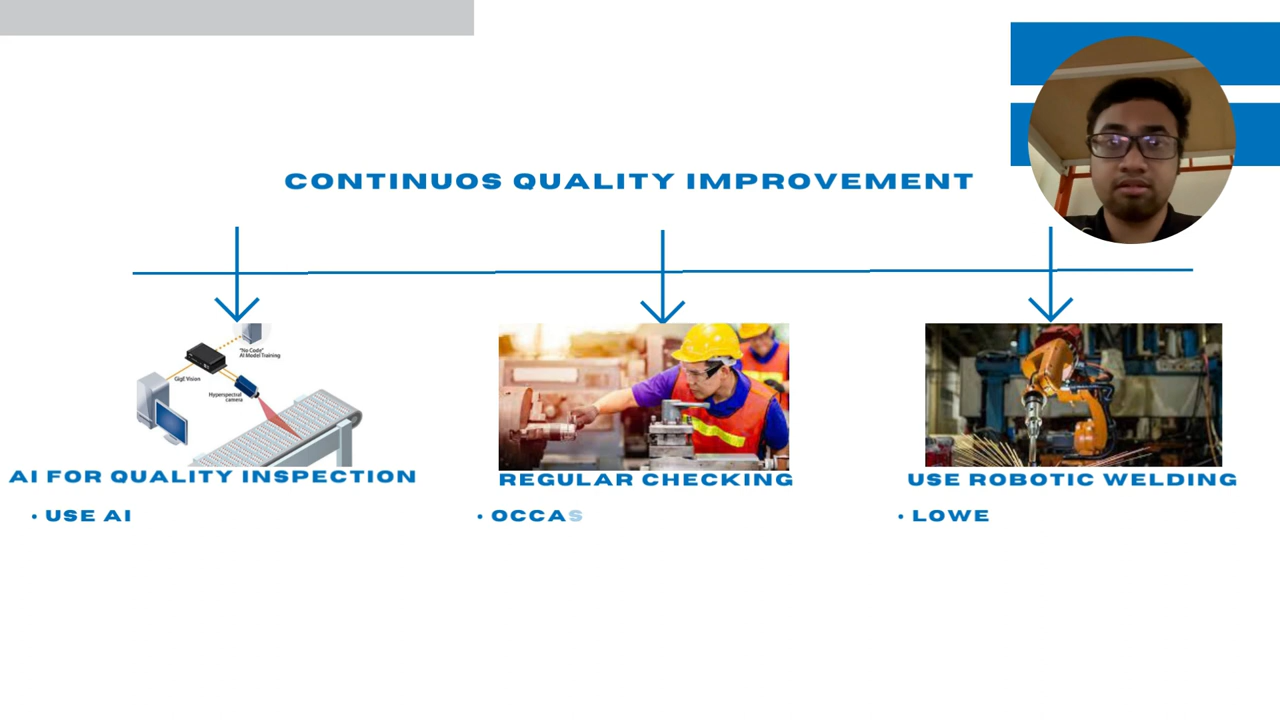 CONTINUOS QUALITY IMPROVEMENT
"No Code"
AI Model Training
GigE Vision
Hyperspectral
camera
AI FOR QUALITY INSPECTION
REGULAR CHECKING
USE ROBOTIC WELDING
• USE AI
• OCCAS
• LOWE